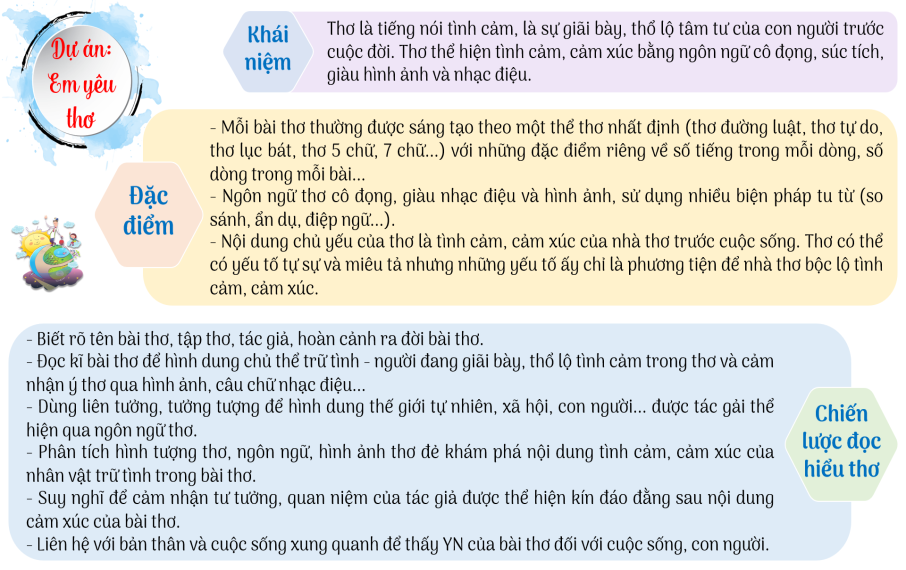 Dự án:
Em yêu
thơ
Khái
niệm
Thơ là tiếng nói tình cảm, là sự giãi bày, thổ lộ tâm tư của con người trước
cuộc đời. Thơ thể hiện tình cảm, cảm xúc bằng ngôn ngữ cô đọng, súc tích,
giàu hình ảnh và nhạc điệu.
Đặc
điểm
- Mỗi bài thơ thường được sáng tạo theo một thể thơ nhất định (thơ đường luật, thơ tự do,
thơ lục bát, thơ 5 chữ, 7 chữ...) với những đặc điểm riêng về số tiếng trong mỗi dòng, số
dòng trong mỗi bài...
- Ngôn ngữ thơ cô đọng, giàu nhạc điệu và hình ảnh, sử dụng nhiều biện pháp tu từ (so
sánh, ẩn dụ, điệp ngữ...).
- Nội dung chủ yếu của thơ là tình cảm, cảm xúc của nhà thơ trước cuộc sống. Thơ có thể
có yếu tố tự sự và miêu tả nhưng những yếu tố ấy chỉ là phương tiện để nhà thơ bộc lộ tình
cảm, cảm xúc.
- Biết rõ tên bài thơ, tập thơ, tác giả, hoàn cảnh ra đời bài thơ.
- Đọc kĩ bài thơ để hình dung chủ thể trữ tình - người đang giãi bày, thổ lộ tình cảm trong thơ và cảm
nhận ý thơ qua hình ảnh, câu chữ nhạc điệu...
- Dùng liên tưởng, tưởng tượng để hình dung thế giới tự nhiên, xã hội, con người... được tác gải thể
hiện qua ngôn ngữ thơ.
- Phân tích hình tượng thơ, ngôn ngữ, hình ảnh thơ đẻ khám phá nội dung tình cảm, cảm xúc của
nhân vật trữ tình trong bài thơ.
- Suy nghĩ để cảm nhận tư tưởng, quan niệm của tác giả được thể hiện kín đáo đằng sau nội dung
cảm xúc của bài thơ.
- Liên hệ với bản thân và cuộc sống xung quanh để thấy YN của bài thơ đối với cuộc sống, con người.
Chiến
lược đọc
hiểu thơ